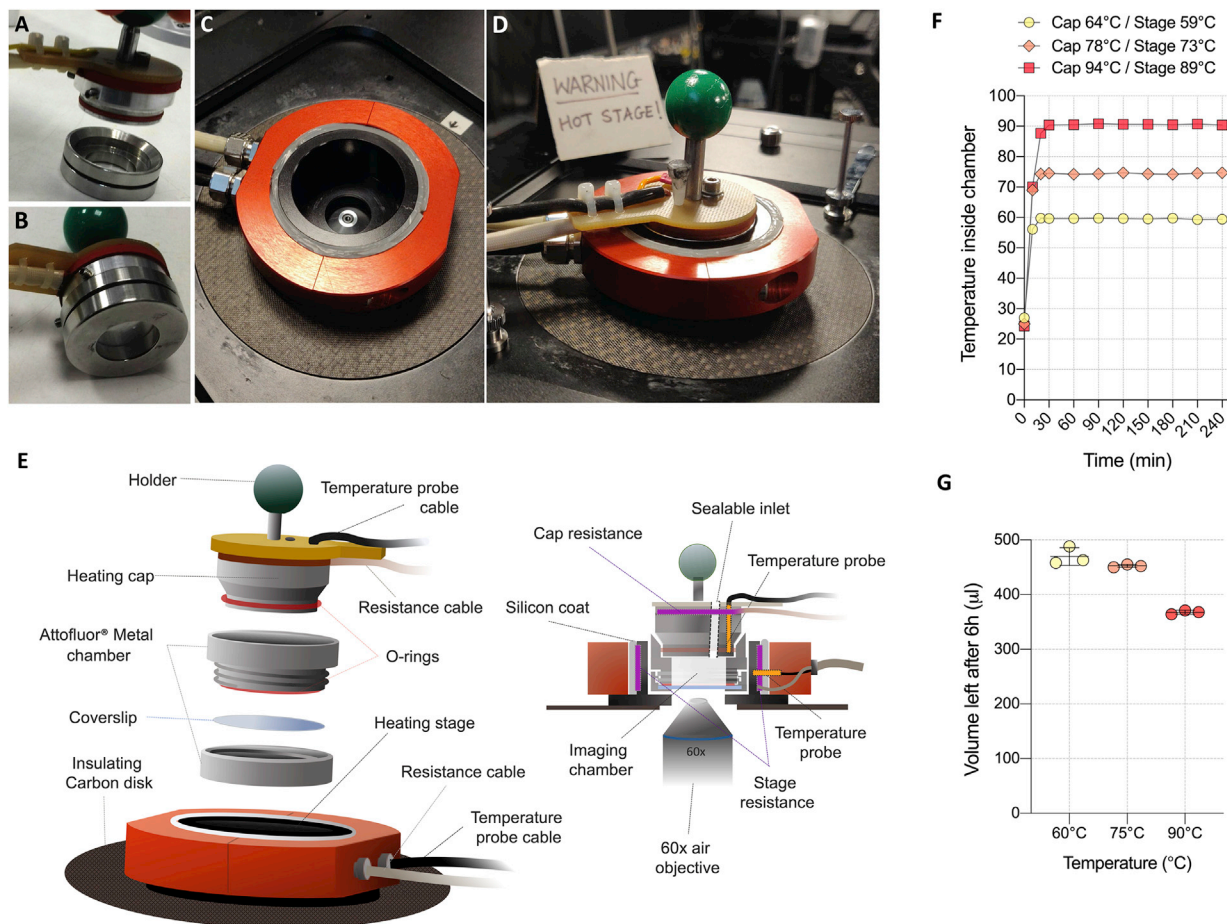 A
B
C
D
WARNING
HOT STAGE!
E
Holder
Temperature probe
cable
Heating cap
Resistance cable
Attofluor® Metal
chamber
O-rings
Coverslip
Heating stage
Insulating
Carbon disk
Resistance cable
Temperature
probe cable
Sealable inlet
Cap resistance
Temperature probe
Silicon coat
Imaging
chamber
60x
Temperature
probe
Stage
resistance
60x air
objective
F
Cap 64°C / Stage 59°C
Cap 78°C / Stage 73°C
Cap 94°C / Stage 89°C
Temperature inside chamber
100
90
80
70
60
50
40
30
20
10
0
0 30 60 90 120 150 180 210 240
Time (min)
G
Volume left after 6h (µl)
500
400
300
200
100
0
60°C 75°C 90°C
Temperature (°C)